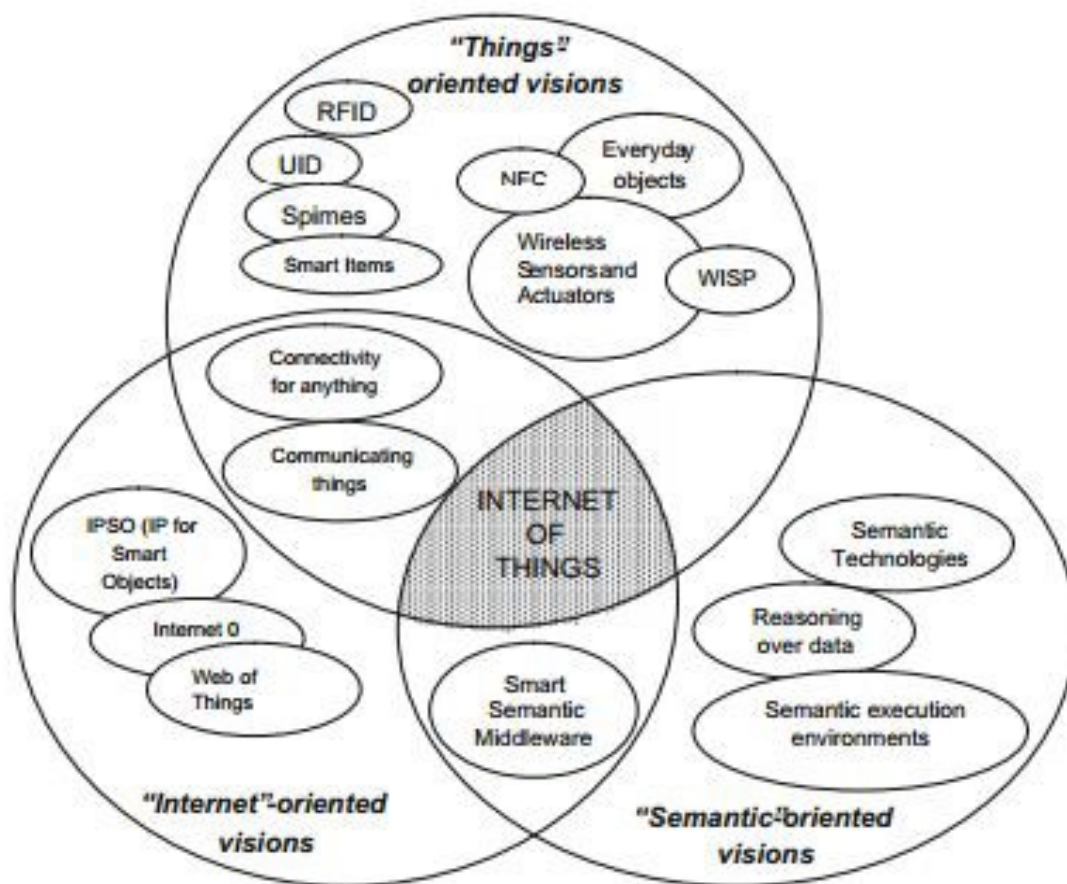 “Things”-
oriented visions
RFID
UID
Spimes
Smart Items
NFC
Everyday
objects
Wireless
Sensors and
Actuators
WISP
Connectivity
for anything
Communicating
things
INTERNET
OF
THINGS
IPSO (IP for
Smart
Objects)
Internet 0
Web of
Things
Semantic
Technologies
Reasoning
over data
Semantic execution
environments
Smart
Semantic
Middleware
“Internet”-oriented
visions
“Semantic”-oriented
visions